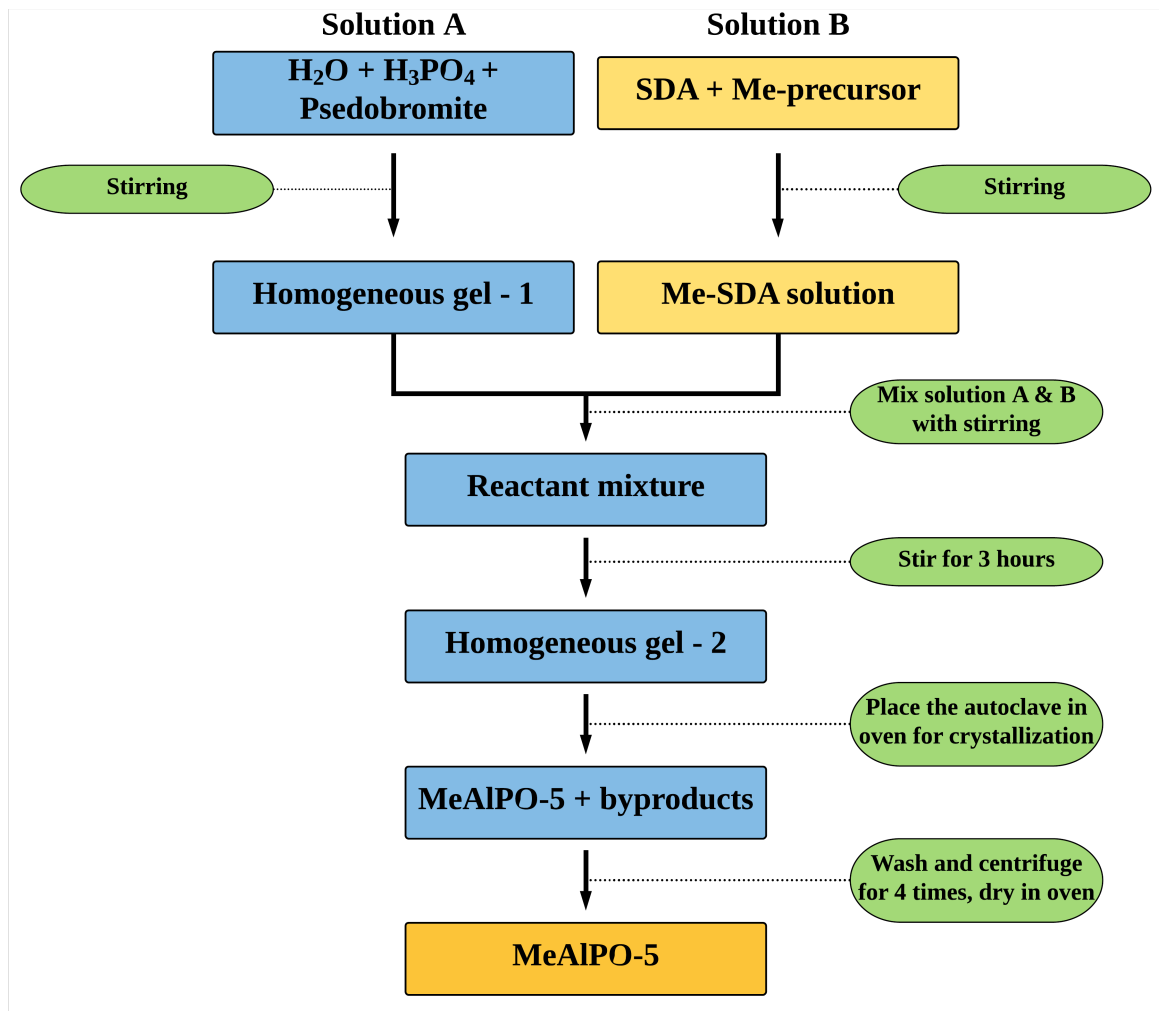 Solution A
Solution B
H₂O + H₃PO₄ +
Psedobromite
SDA + Me-precursor
Stirring
Stirring
Homogeneous gel - 1
Me-SDA solution
Mix solution A & B
with stirring
Reactant mixture
Stir for 3 hours
Homogeneous gel - 2
Place the autoclave in
oven for crystallization
MeAlPO-5 + byproducts
Wash and centrifuge
for 4 times, dry in oven
MeAlPO-5